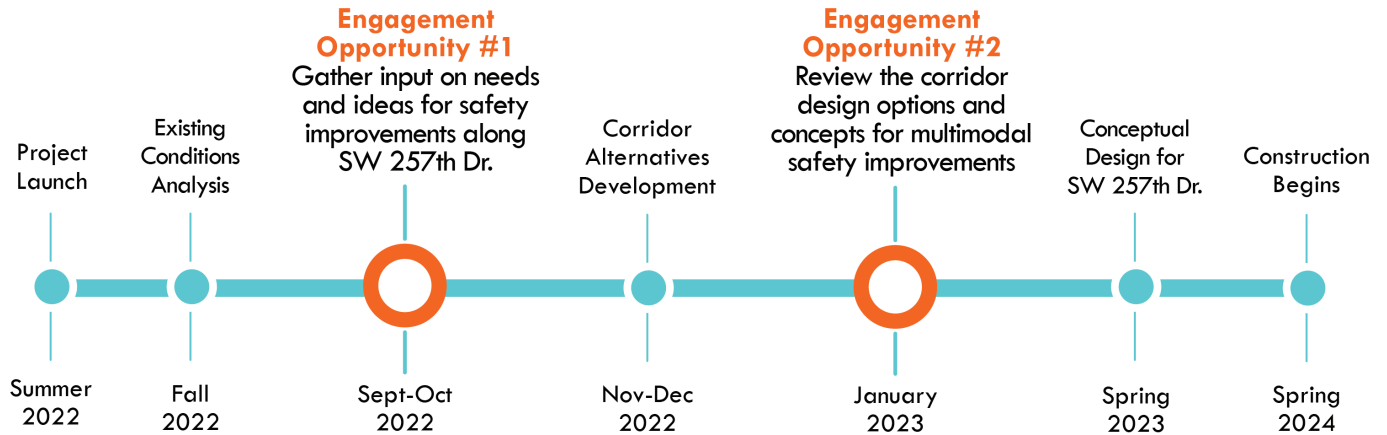 Project
Launch
Summer
2022
Existing
Conditions
Analysis
Fall
2022
Engagement
Opportunity #1
Gather input on needs
and ideas for safety
improvements along
SW 257th Dr.
Sept-Oct
2022
Corridor
Alternatives
Development
Nov-Dec
2022
Engagement
Opportunity #2
Review the corridor
design options and
concepts for multimodal
safety improvements
January
2023
Conceptual
Design for
SW 257th Dr.
Spring
2023
Construction
Begins
Spring
2024